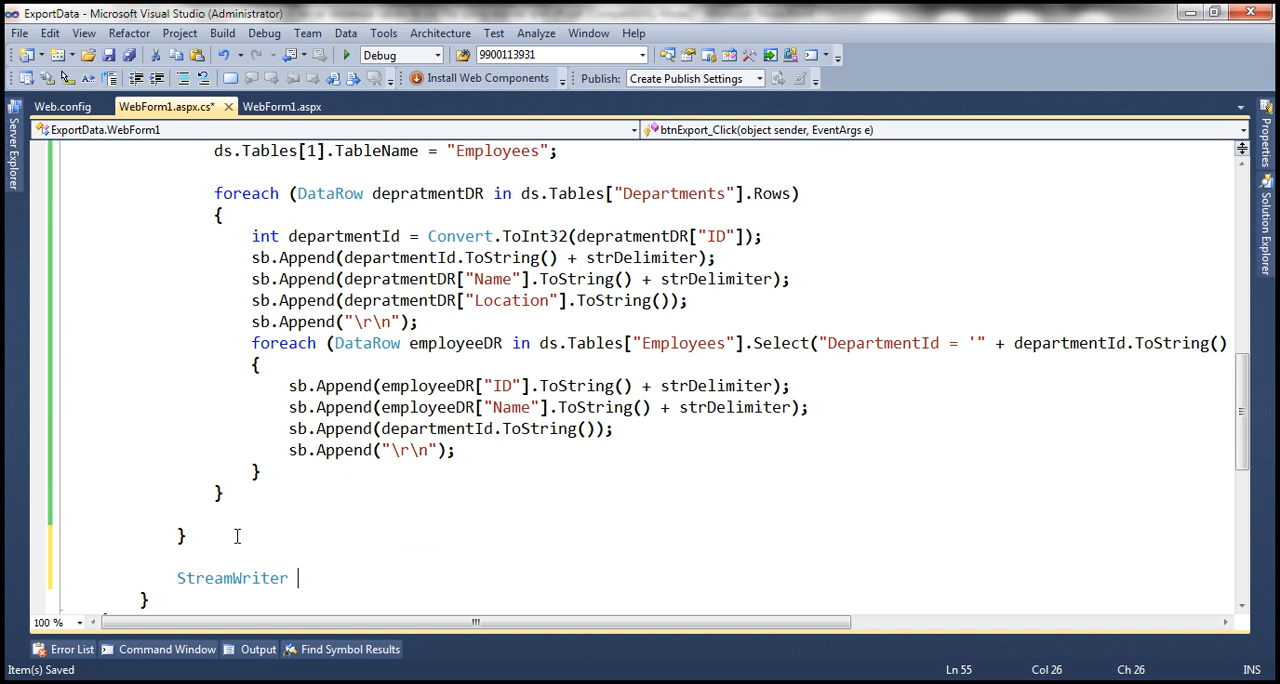 ExportData - Microsoft Visual Studio (Administrator)
File Edit View Refactor Project Build Debug Team Data Tools Architecture Test Analyze Window Help
Debug 9900113931
Install Web Components Publish: Create Publish Settings
Web.config WebForm1.aspx.cs* WebForm1.aspx
ExportData.WebForm1 btnExport_Click(object sender, EventArgs e)
Server Explorer
Properties
Solution Explorer
ds.Tables[1].TableName = "Employees";
foreach (DataRow depratmentDR in ds.Tables["Departments"].Rows)
{
int departmentId = Convert.ToInt32(depratmentDR["ID"]);
sb.Append(departmentId.ToString() + strDelimiter);
sb.Append(depratmentDR["Name"].ToString() + strDelimiter);
sb.Append(depratmentDR["Location"].ToString());
sb.Append("\r\n");
foreach (DataRow employeeDR in ds.Tables["Employees"].Select("DepartmentId = '" + departmentId.ToString()
{
sb.Append(employeeDR["ID"].ToString() + strDelimiter);
sb.Append(employeeDR["Name"].ToString() + strDelimiter);
sb.Append(departmentId.ToString());
sb.Append("\r\n");
}
}
}
StreamWriter
}
100 %
Error List Command Window Output Find Symbol Results
Item(s) Saved Ln 55 Col 26 Ch 26 INS